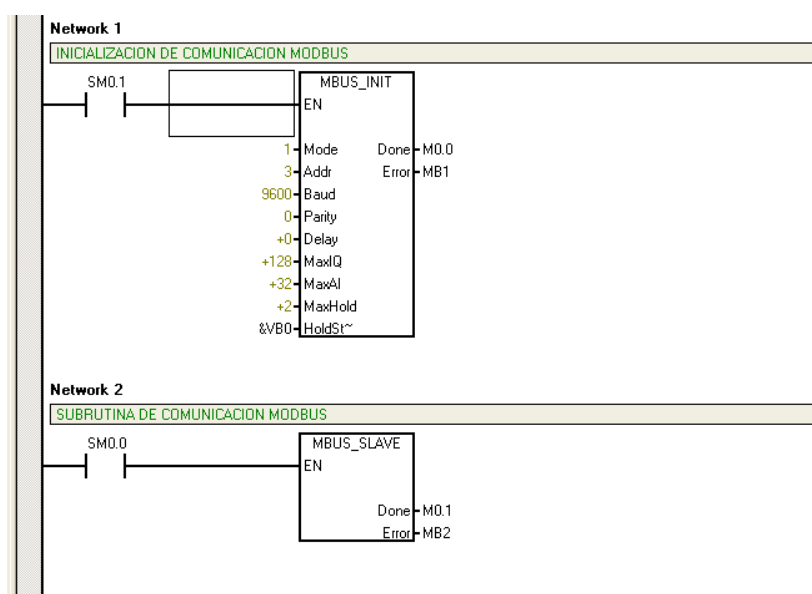 Network 1
INICIALIZACION DE COMUNICACION MODBUS
SM0.1
MBUS_INIT
EN
1 Mode Done M0.0
3 Addr Error MB1
9600 Baud
0 Parity
+0 Delay
+128 MaxIQ
+32 MaxAI
+2 MaxHold
&VB0 HoldSt~
Network 2
SUBRUTINA DE COMUNICACION MODBUS
SM0.0
MBUS_SLAVE
EN
Done M0.1
Error MB2